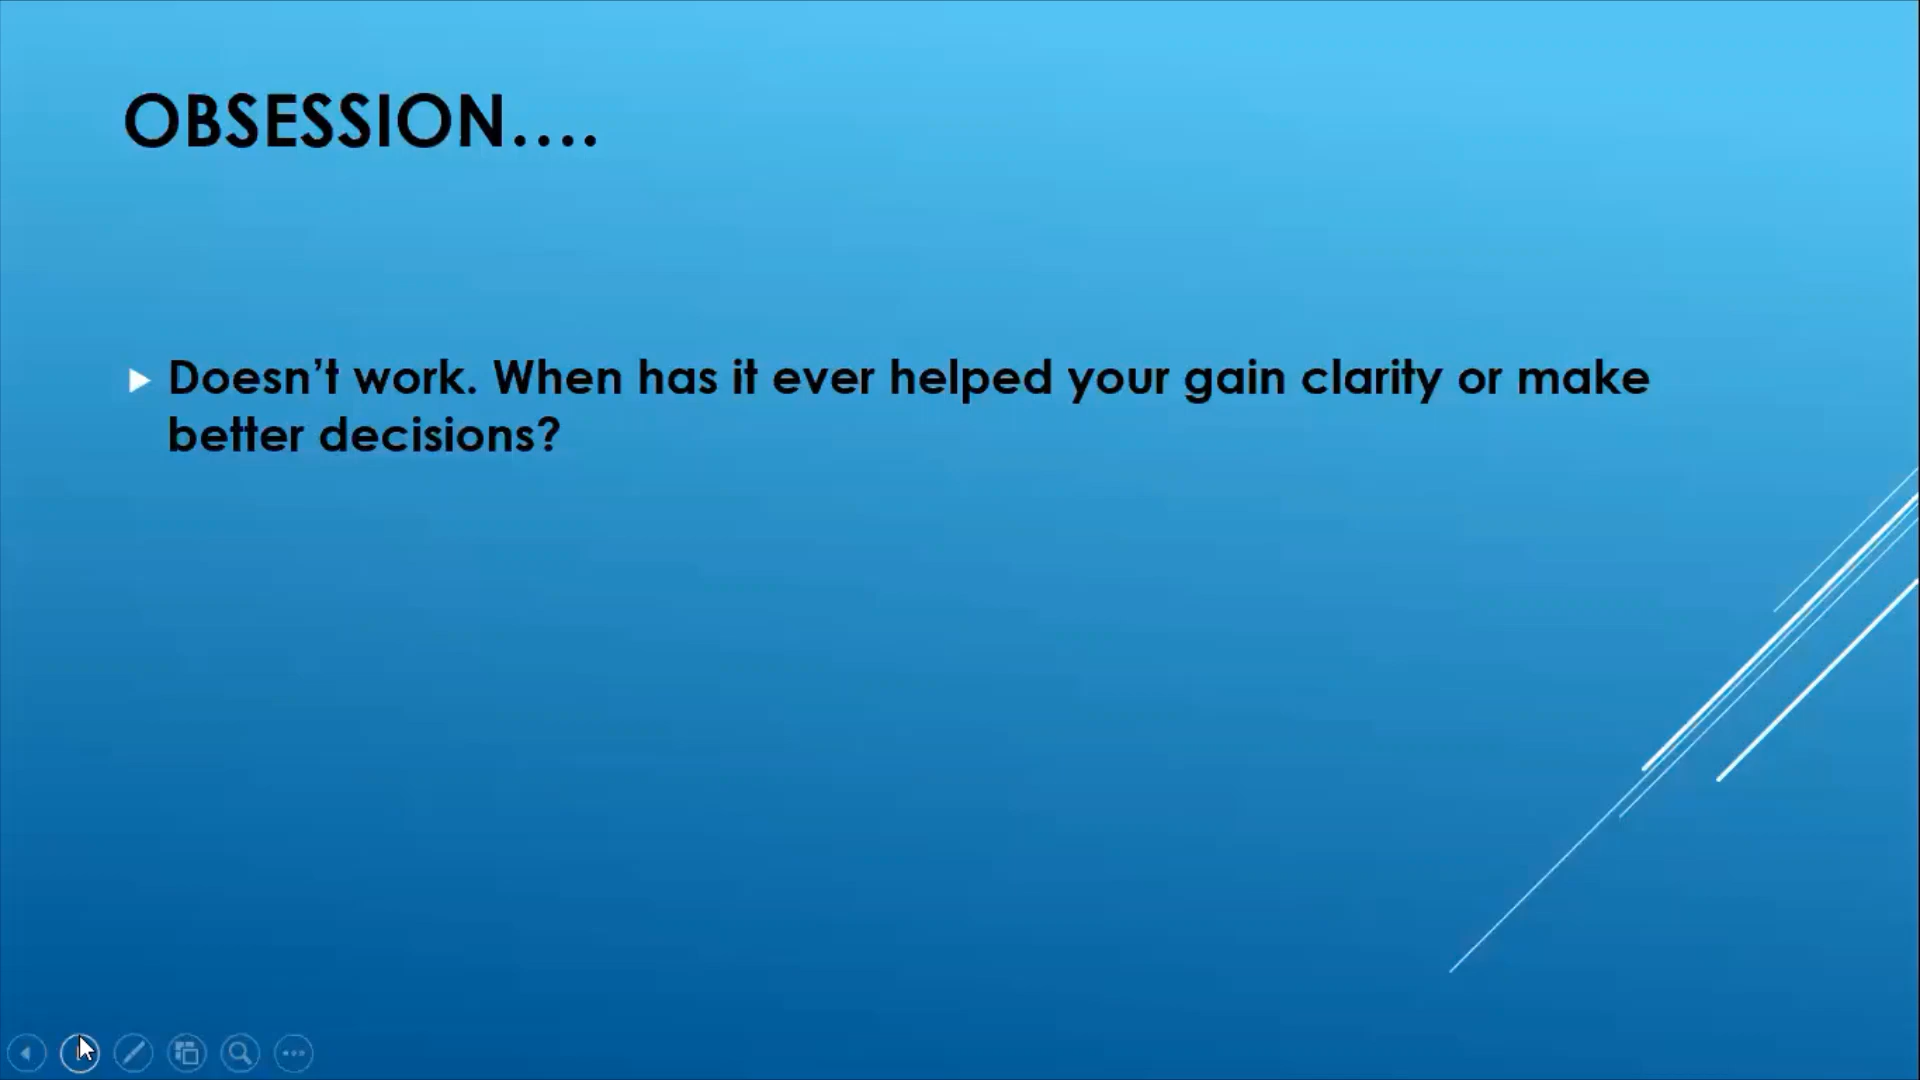 OBSESSION....
Doesn't work. When has it ever helped your gain clarity or make
better decisions?